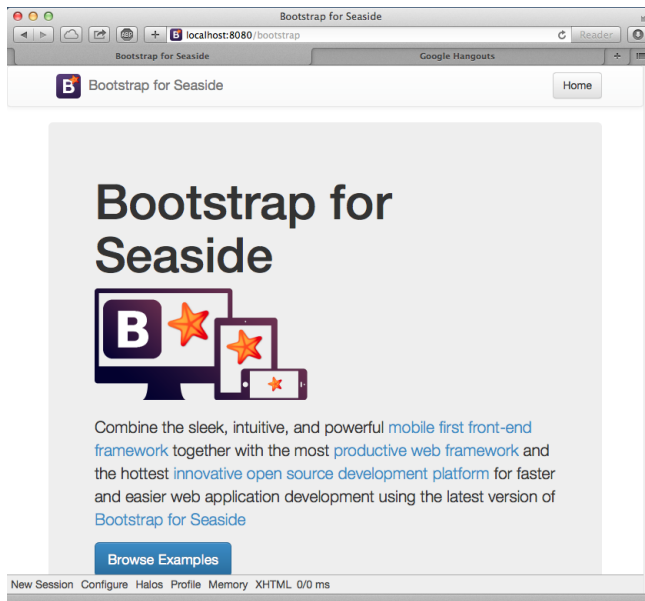 Bootstrap for Seaside
localhost:8080/bootstrap
Reader
Bootstrap for Seaside
Google Hangouts
B Bootstrap for Seaside
Home
Bootstrap for
Seaside
B
Combine the sleek, intuitive, and powerful mobile first front-end
framework together with the most productive web framework and
the hottest innovative open source development platform for faster
and easier web application development using the latest version of
Bootstrap for Seaside
Browse Examples
New Session Configure Halos Profile Memory XHTML 0/0 ms